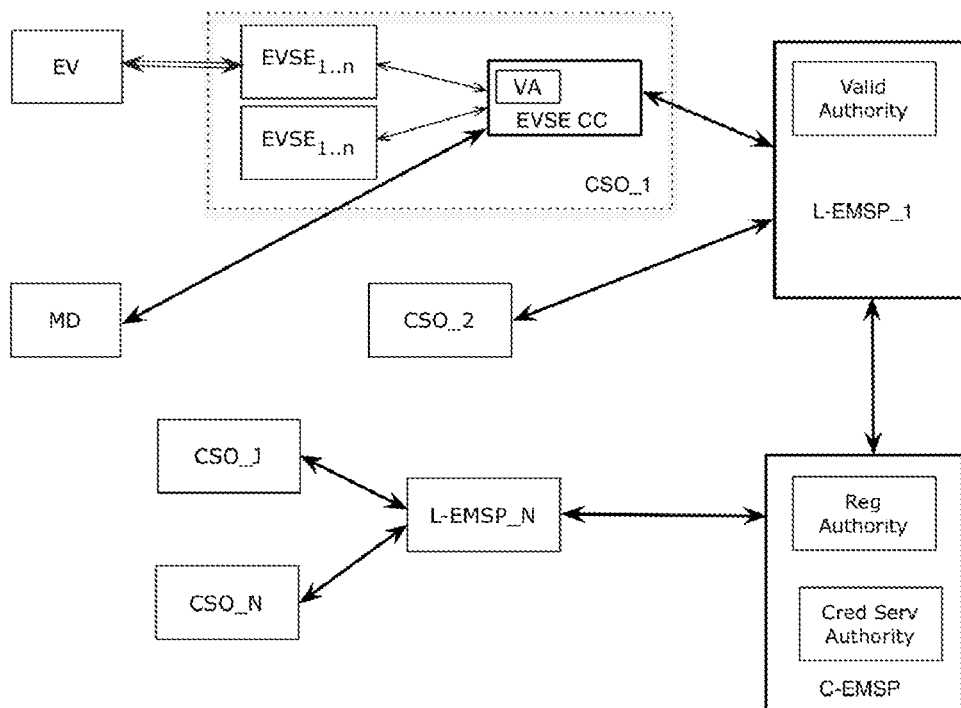 EV
EVSE1..n
EVSE1..n
VA
EVSE CC
CSO_1
Valid
Authority
L-EMSP_1
MD
CSO_2
CSO_J
L-EMSP_N
CSO_N
Reg
Authority
Cred Serv
Authority
C-EMSP